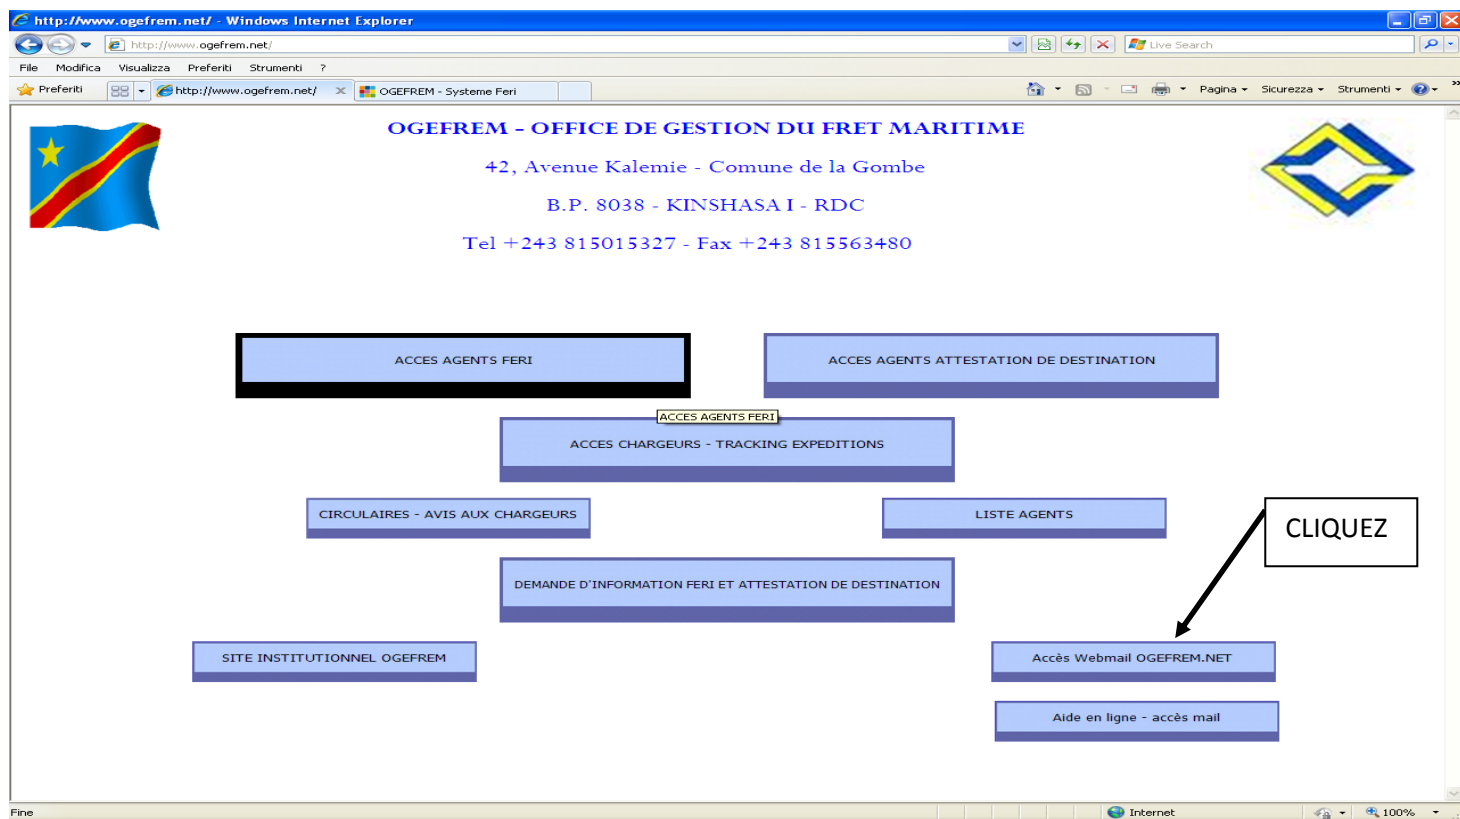 http://www.ogefrem.net/ - Windows Internet Explorer
http://www.ogefrem.net/
Live Search
File Modifica Visualizza Preferiti Strumenti ?
Preferiti
http://www.ogefrem.net/
OGEFREM - Systeme Feri
Pagina
Sicurezza
Strumenti
OGEFREM - OFFICE DE GESTION DU FRET MARITIME
42, Avenue Kalemie - Comune de la Gombe
B.P. 8038 - KINSHASA I - RDC
Tel +243 815015327 - Fax +243 815563480
ACCES AGENTS FERI
ACCES AGENTS ATTESTATION DE DESTINATION
ACCES AGENTS FERI
ACCES CHARGEURS - TRACKING EXPEDITIONS
CIRCULAIRES - AVIS AUX CHARGEURS
LISTE AGENTS
CLIQUEZ
DEMANDE D'INFORMATION FERI ET ATTESTATION DE DESTINATION
SITE INSTITUTIONNEL OGEFREM
Accès Webmail OGEFREM.NET
Aide en ligne - accès mail
Fine
Internet
100%